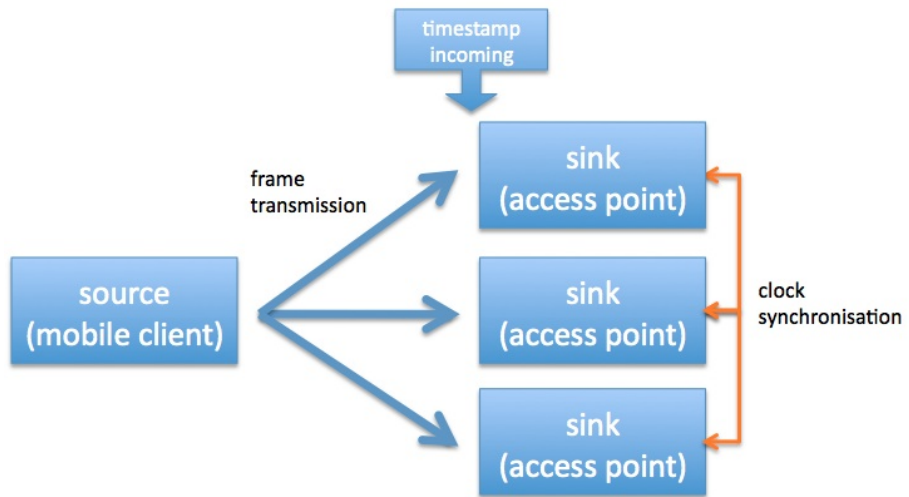 timestamp
incoming
sink
(access point)
frame
transmission
source
(mobile client)
sink
(access point)
clock
synchronisation
sink
(access point)